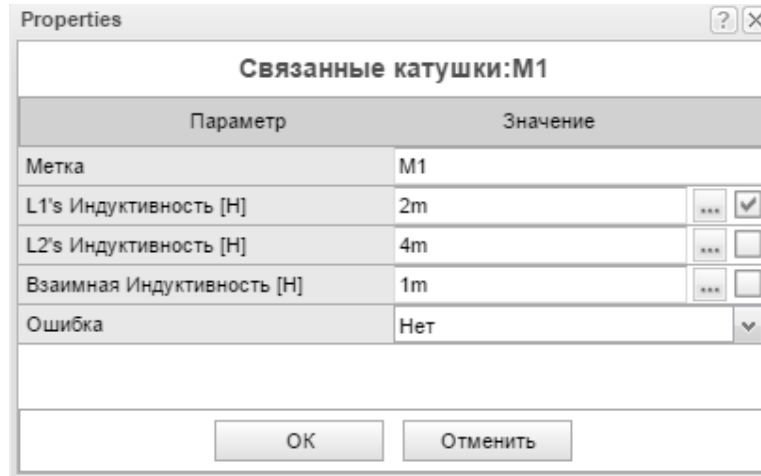 Properties
?
Связанные катушки:M1
Параметр Значение
Метка M1
L1's Индуктивность [H] 2m ...
L2's Индуктивность [H] 4m ...
Взаимная Индуктивность [H] 1m ...
Ошибка Нет
ОК Отменить